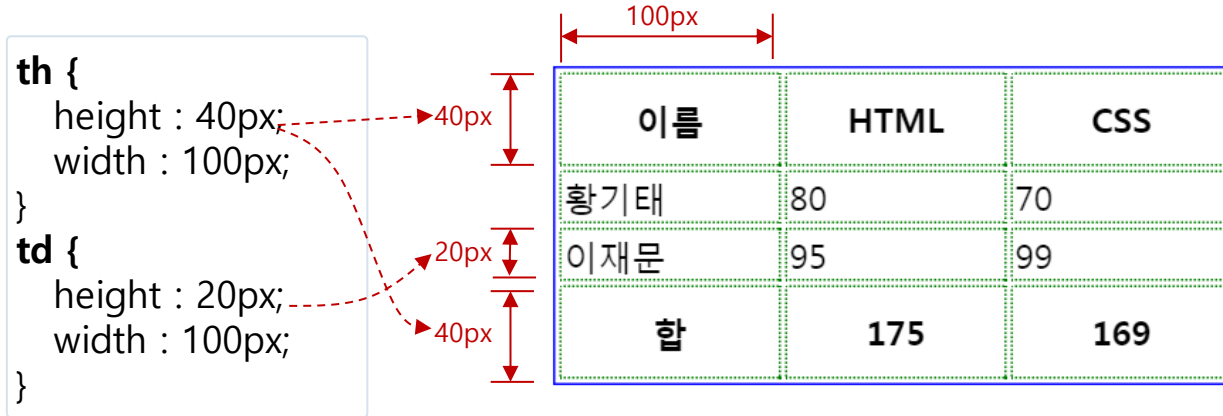 100px
th {
height : 40px;
width : 100px;
}
td {
height : 20px;
width : 100px;
}
40px
20px
40px
이름 HTML CSS
황기태 80 70
이재문 95 99
합 175 169